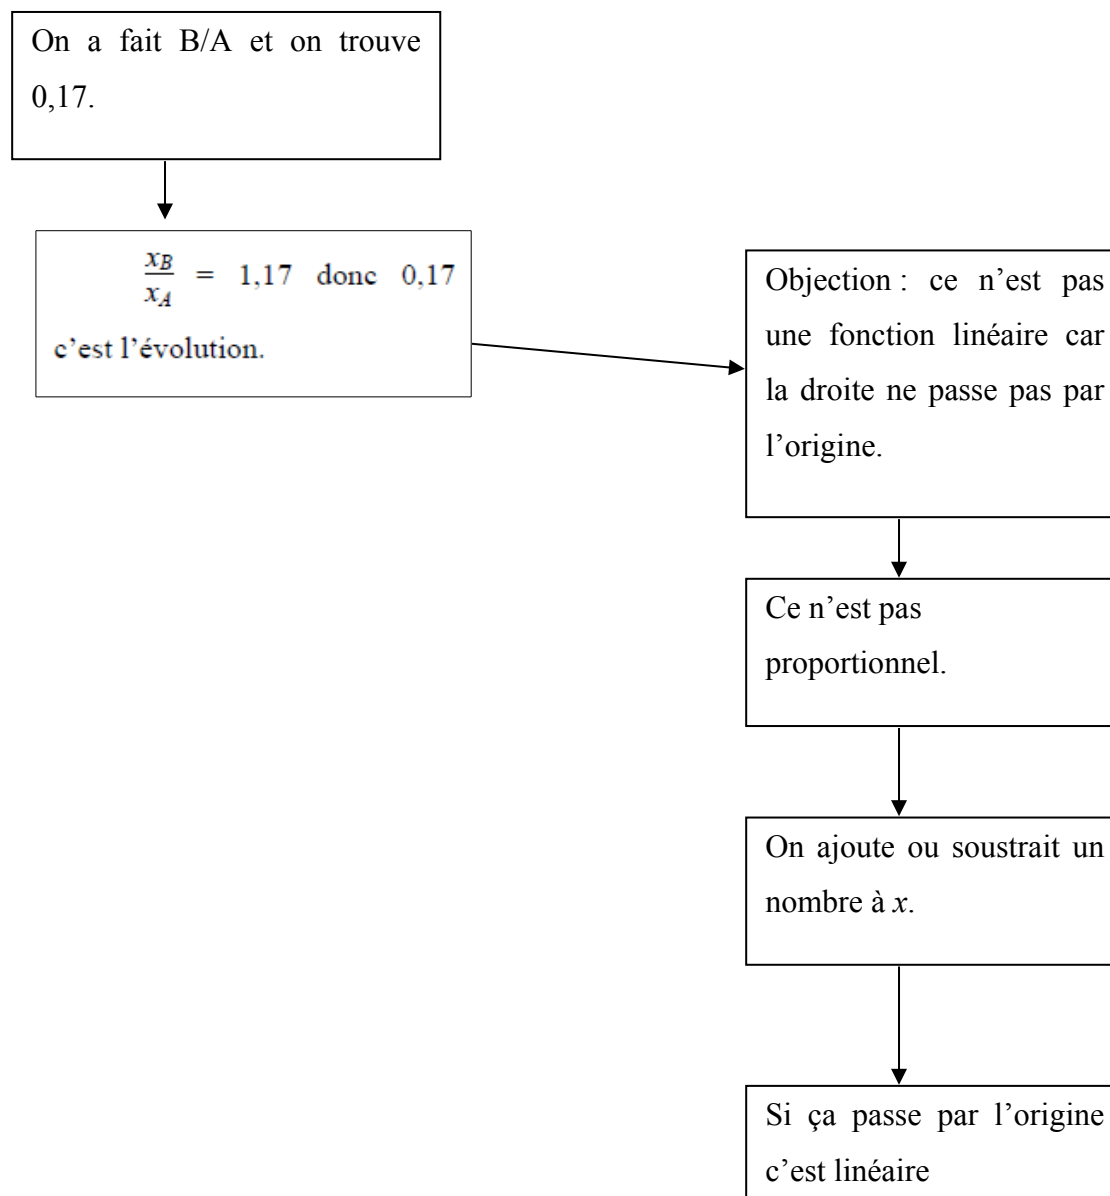 On a fait B/A et on trouve
0,17.
x_B/x_A = 1,17 donc 0,17
c’est l’évolution.
Objection : ce n’est pas
une fonction linéaire car
la droite ne passe pas par
l’origine.
Ce n’est pas
proportionnel.
On ajoute ou soustrait un
nombre à x.
Si ça passe par l’origine
c’est linéaire